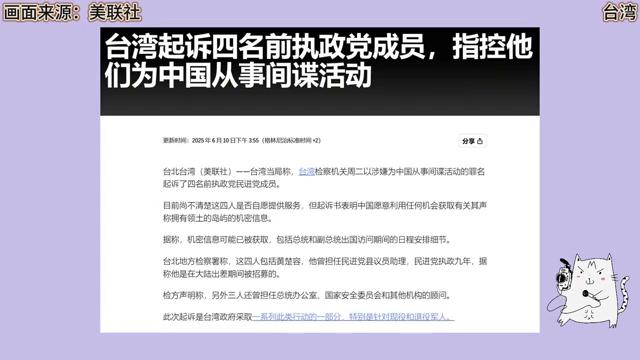 画面来源：美联社
台湾
台湾起诉四名前执政党成员，指控他
们为中国从事间谍活动
更新时间：2025 年 6 月 10 日下午 3:55（格林尼治标准时间 +2）
分享
台北台湾（美联社）——台湾当局称，台湾检察机关周二以涉嫌为中国从事间谍活动的罪名
起诉了四名前执政党民进党成员。
目前尚不清楚这四人是否自愿提供服务，但起诉书表明中国愿意利用任何机会获取有关其声
称拥有领土的岛屿的机密信息。
据称，机密信息可能已被获取，包括总统和副总统出国访问期间的日程安排细节。
台北地方检察署称，这四人包括黄楚容，他曾担任民进党县议员助理，民进党执政九年，据
称他是在大陆出差期间被招募的。
检方声明称，另外三人还曾担任总统办公室，国家安全委员会和其他机构的顾问。
此次起诉是台湾政府采取一系列此类行动的一部分，特别是针对现役和退役军人。